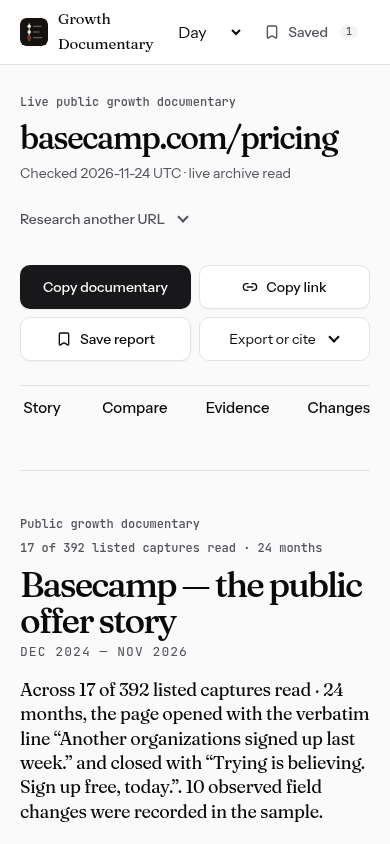 Growth
Documentary
Day
Saved 1
Live public growth documentary
basecamp.com/pricing
Checked 2026-11-24 UTC · live archive read
Research another URL
Copy documentary
Copy link
Save report
Export or cite
Story Compare Evidence Changes
Public growth documentary
17 of 392 listed captures read · 24 months
Basecamp — the public
offer story
DEC 2024 — NOV 2026
Across 17 of 392 listed captures read · 24
months, the page opened with the verbatim
line “Another organizations signed up last
week.” and closed with “Trying is believing.
Sign up free, today.”. 10 observed field
changes were recorded in the sample.